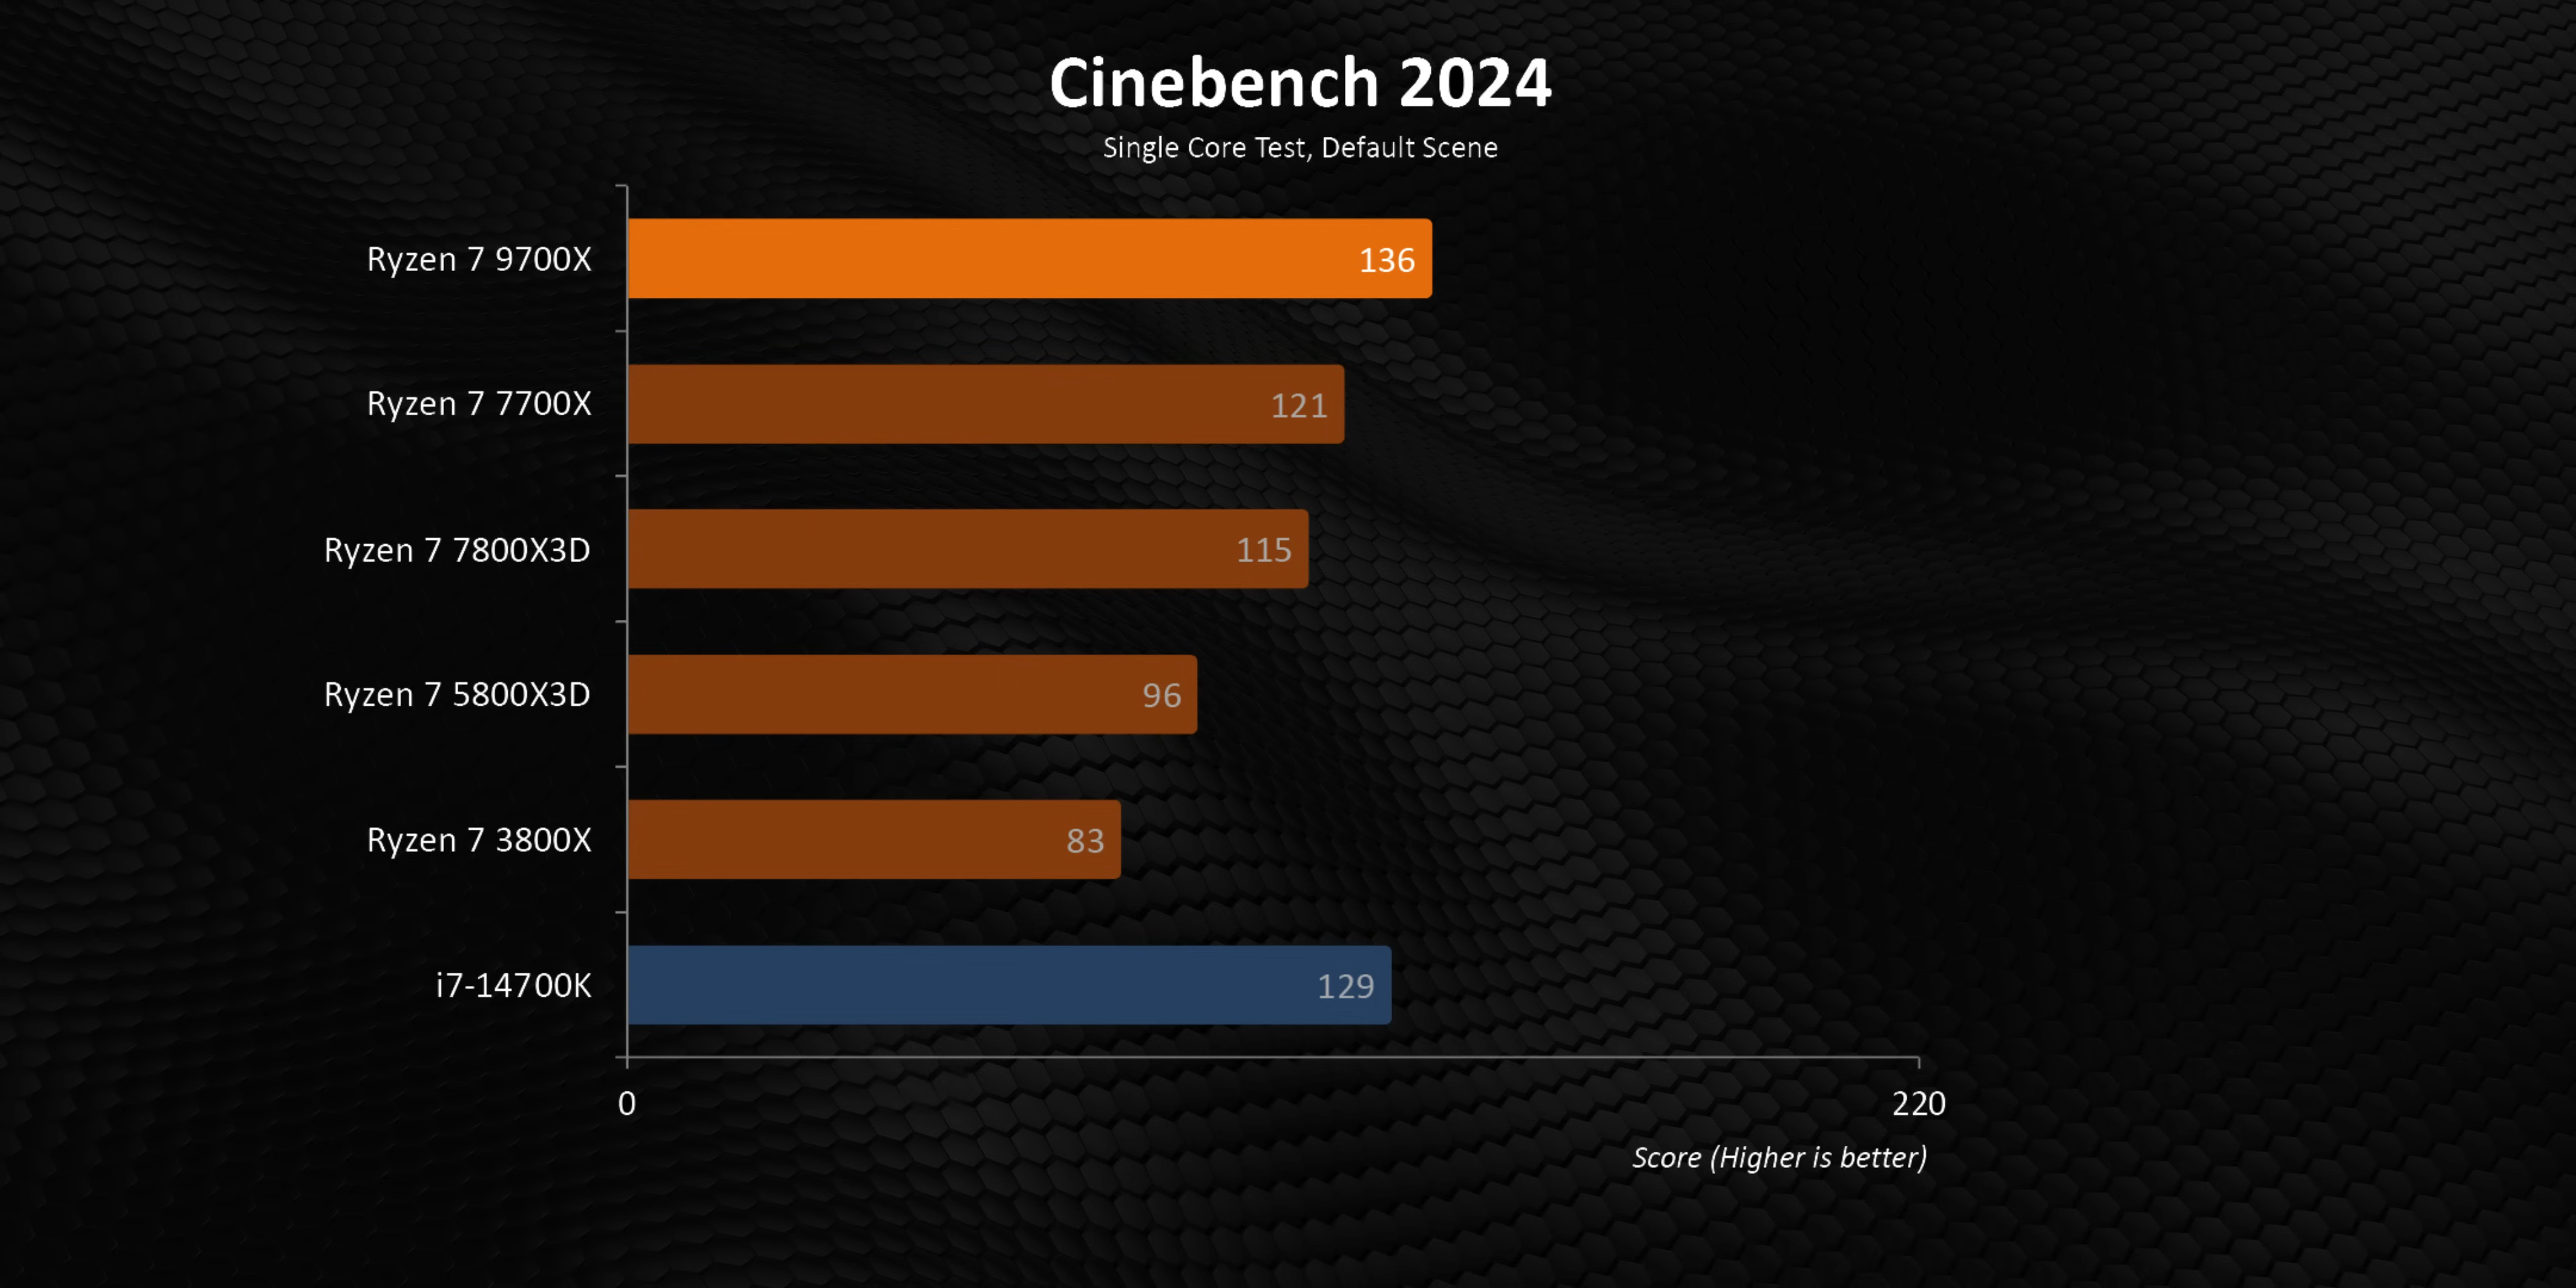 Cinebench 2024
Single Core Test, Default Scene
Ryzen 7 9700X 136
Ryzen 7 7700X 121
Ryzen 7 7800X3D 115
Ryzen 7 5800X3D 96
Ryzen 7 3800X 83
i7-14700K 129
0 220
Score (Higher is better)